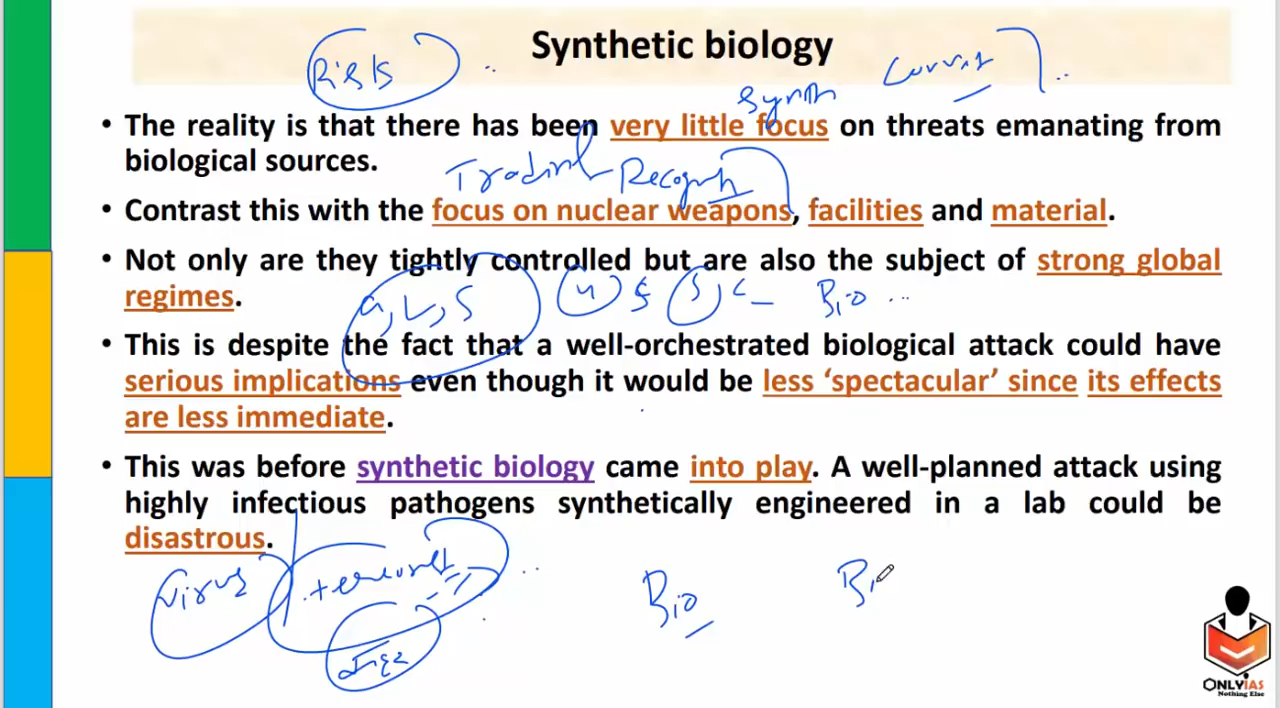 Synthetic biology
Risks
Synth
• The reality is that there has been very little focus on threats emanating from
biological sources.
• Contrast this with the focus on nuclear weapons, facilities and material.
• Not only are they tightly controlled but are also the subject of strong global
regimes.
Bio
• This is despite the fact that a well-orchestrated biological attack could have
serious implications even though it would be less ‘spectacular’ since its effects
are less immediate.
• This was before synthetic biology came into play. A well-planned attack using
highly infectious pathogens synthetically engineered in a lab could be
disastrous.
Virus
Bio
ONLYIAS
Nothing Else